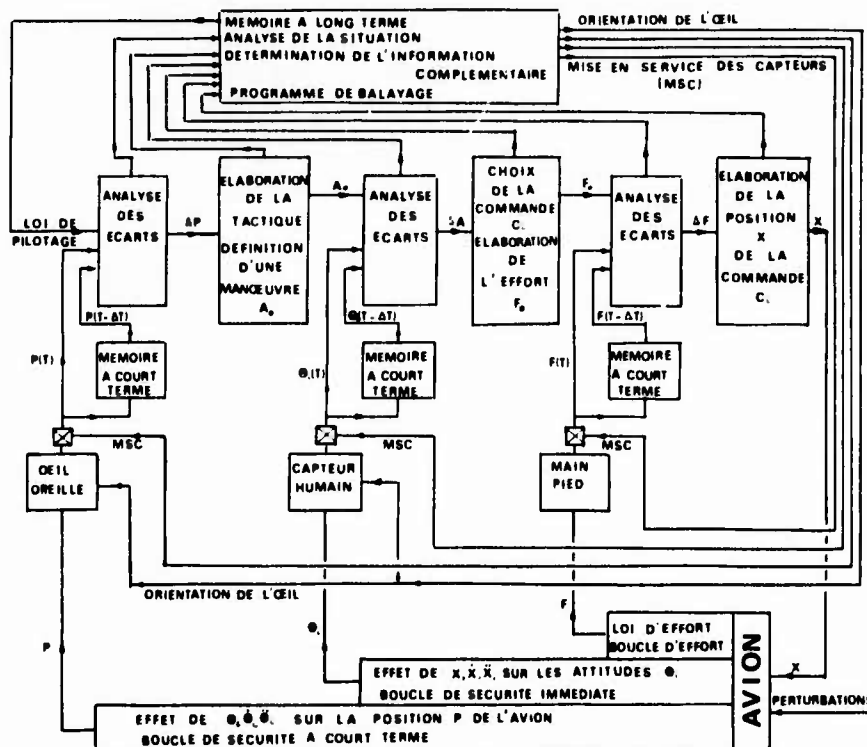 MEMOIRE A LONG TERME
ANALYSE DE LA SITUATION
DETERMINATION DE L'INFORMATION
COMPLEMENTAIRE
PROGRAMME DE BALAYAGE
ORIENTATION DE L'ŒIL
MISE EN SERVICE DES CAPTEURS
(MSC)
LOI DE
PILOTAGE
ANALYSE
DES
ECARTS
ΔP
ELABORATION
DE LA
TACTIQUE
DEFINITION
D'UNE
MANŒUVRE
A₀
A₀
ANALYSE
DES
ECARTS
ΔA
CHOIX
DE LA
COMMANDE
Cᵢ
ELABORATION
DE
L'EFFORT
F₀
F₀
ANALYSE
DES
ECARTS
ΔF
ELABORATION
DE LA
POSITION
X
DE LA
COMMANDE
Cᵢ
X
P(T)
P(T-ΔT)
MEMOIRE
A COURT
TERME
Θᵢ(T)
Θᵢ(T-ΔT)
MEMOIRE
A COURT
TERME
F(T)
F(T-ΔT)
MEMOIRE
A COURT
TERME
MSC
MSC
MSC
OEIL
OREILLE
CAPTEUR
HUMAIN
MAIN
PIED
ORIENTATION DE L'ŒIL
P
Θᵢ
F
X
LOI D'EFFORT
BOUCLE D'EFFORT
EFFET DE X, Ẋ, Ẍ, SUR LES ATTITUDES Θᵢ
BOUCLE DE SECURITE IMMEDIATE
EFFET DE Θᵢ Θ̇ᵢ Θ̈ᵢ SUR LA POSITION P DE L'AVION
BOUCLE DE SECURITE A COURT TERME
AVION
PERTURBATIONS